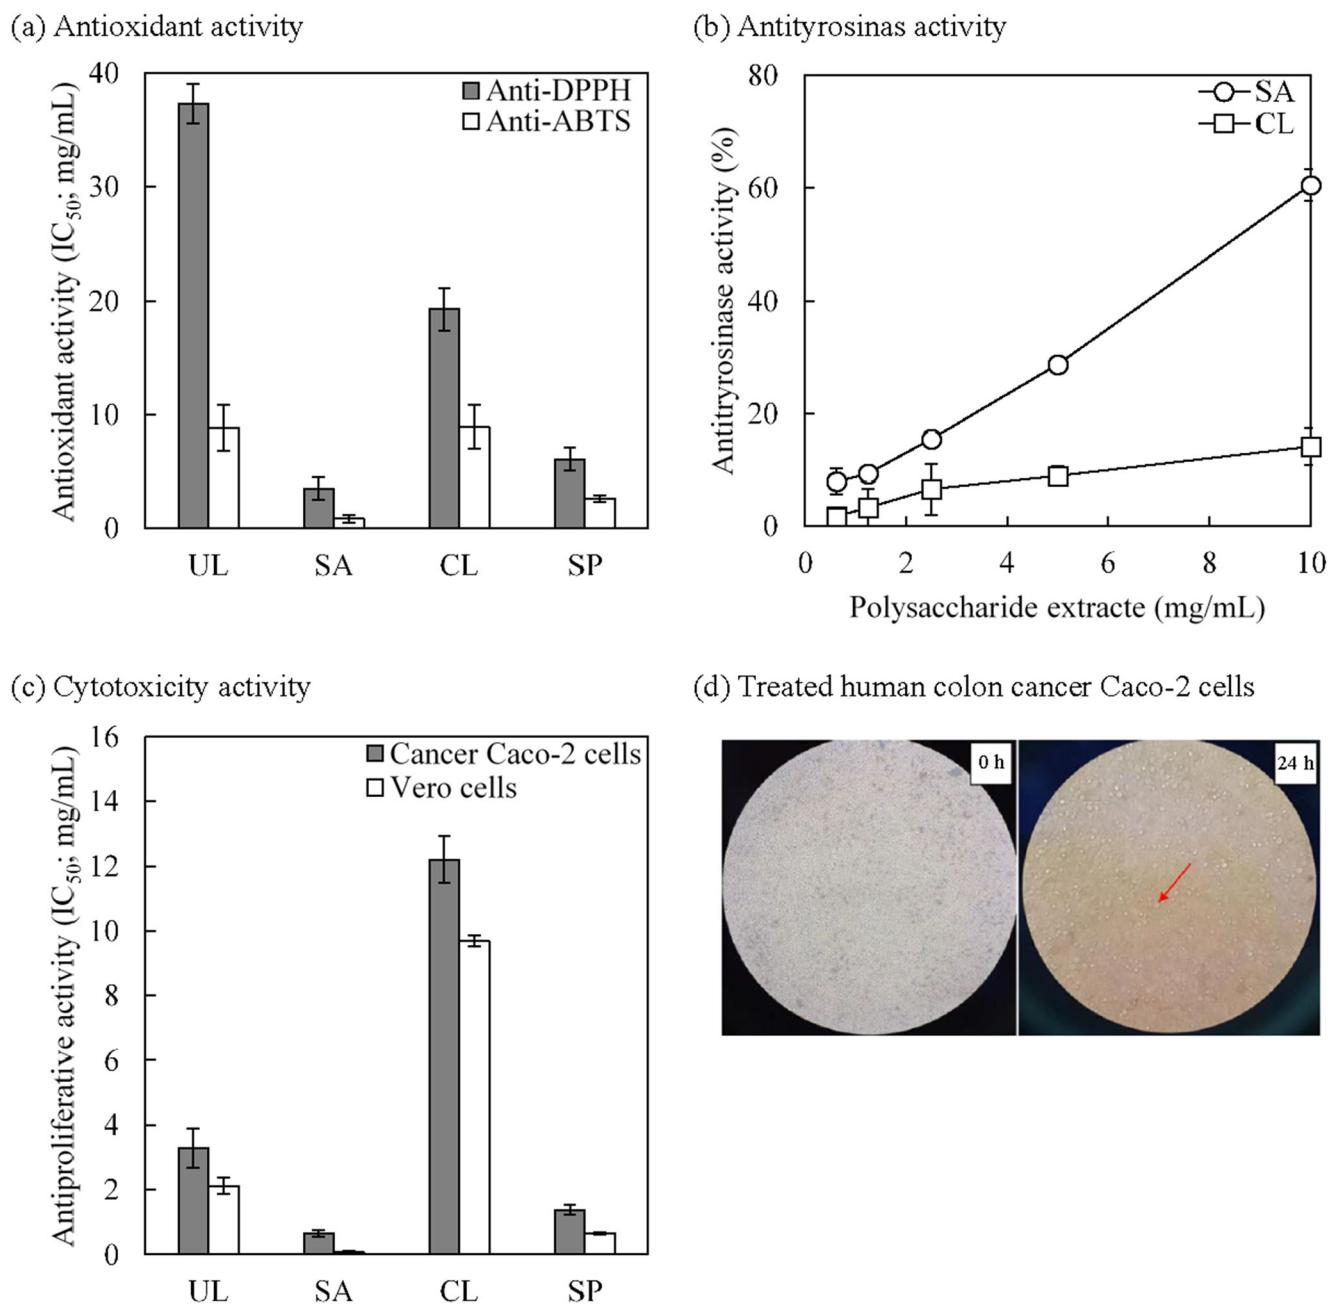 (a) Antioxidant activity
Antioxidant activity (IC50; mg/mL)
40
30
20
10
0
Anti-DPPH
Anti-ABTS
UL SA CL SP
(b) Antityrosinas activity
Antitryrosinase activity (%)
80
60
40
20
0
SA
CL
0 2 4 6 8 10
Polysaccharide extracte (mg/mL)
(c) Cytotoxicity activity
Antiproliferative activity (IC50; mg/mL)
16
14
12
10
8
6
4
2
0
Cancer Caco-2 cells
Vero cells
UL SA CL SP
(d) Treated human colon cancer Caco-2 cells
0 h
24 h